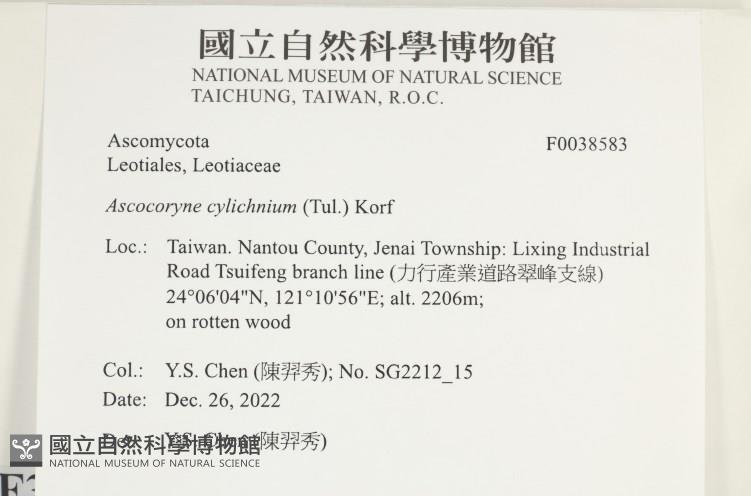 國立自然科學博物館
NATIONAL MUSEUM OF NATURAL SCIENCE
TAICHUNG, TAIWAN, R.O.C.
Ascomycota F0038583
Leotiales, Leotiaceae
Ascocoryne cylichnium (Tul.) Korf
Loc.: Taiwan. Nantou County, Jenai Township: Lixing Industrial
Road Tsuifeng branch line (力行產業道路翠峰支線)
24°06'04"N, 121°10'56"E; alt. 2206m;
on rotten wood
Col.: Y.S. Chen (陳羿秀); No. SG2212_15
Date: Dec. 26, 2022
Y.S. Chen (陳羿秀)
國立自然科學博物館
NATIONAL MUSEUM OF NATURAL SCIENCE